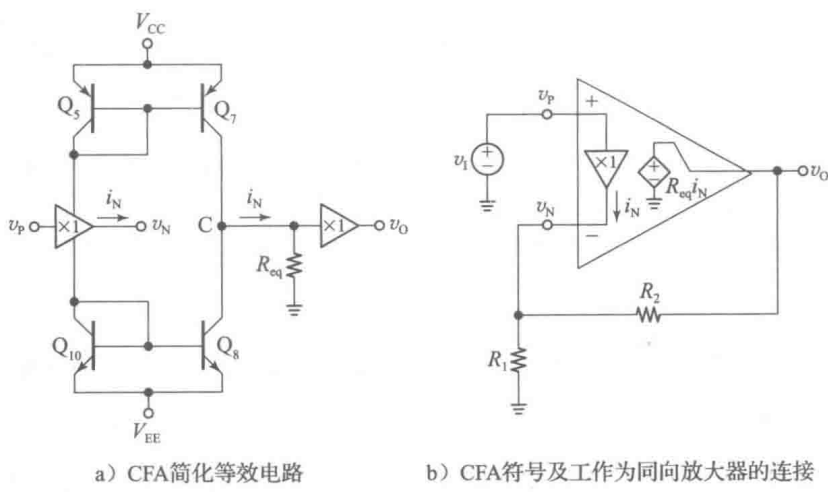 V_CC
Q_5
Q_7
v_P
×1
i_N
v_N
C
i_N
×1
v_O
R_eq
Q_10
Q_8
V_EE
a）CFA简化等效电路
v_P
+
v_I
+
−
×1
+
−
R_eq i_N
v_O
v_N
i_N
−
R_2
R_1
b）CFA符号及工作为同向放大器的连接